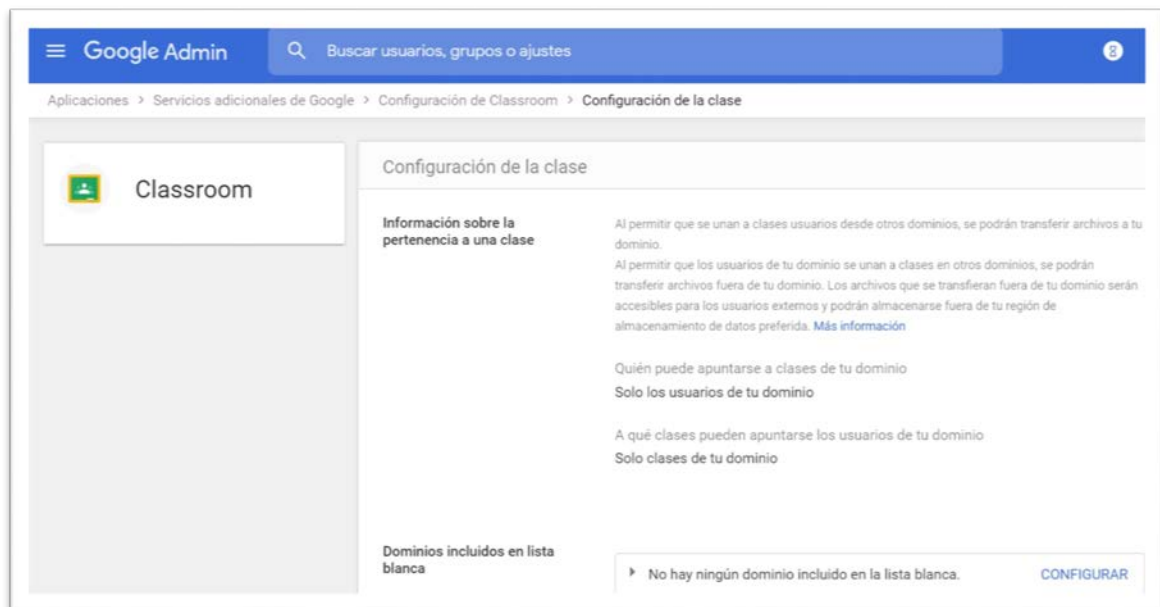 Google Admin
Buscar usuarios, grupos o ajustes
Aplicaciones > Servicios adicionales de Google > Configuración de Classroom > Configuración de la clase
Classroom
Configuración de la clase
Información sobre la
pertenencia a una clase
Al permitir que se unan a clases usuarios desde otros dominios, se podrán transferir archivos a tu
dominio.
Al permitir que los usuarios de tu dominio se unan a clases en otros dominios, se podrán
transferir archivos fuera de tu dominio. Los archivos que se transfieran fuera de tu dominio serán
accesibles para los usuarios externos y podrán almacenarse fuera de tu región de
almacenamiento de datos preferida. Más información
Quién puede apuntarse a clases de tu dominio
Solo los usuarios de tu dominio
A qué clases pueden apuntarse los usuarios de tu dominio
Solo clases de tu dominio
Dominios incluidos en lista
blanca
No hay ningún dominio incluido en la lista blanca.
CONFIGURAR